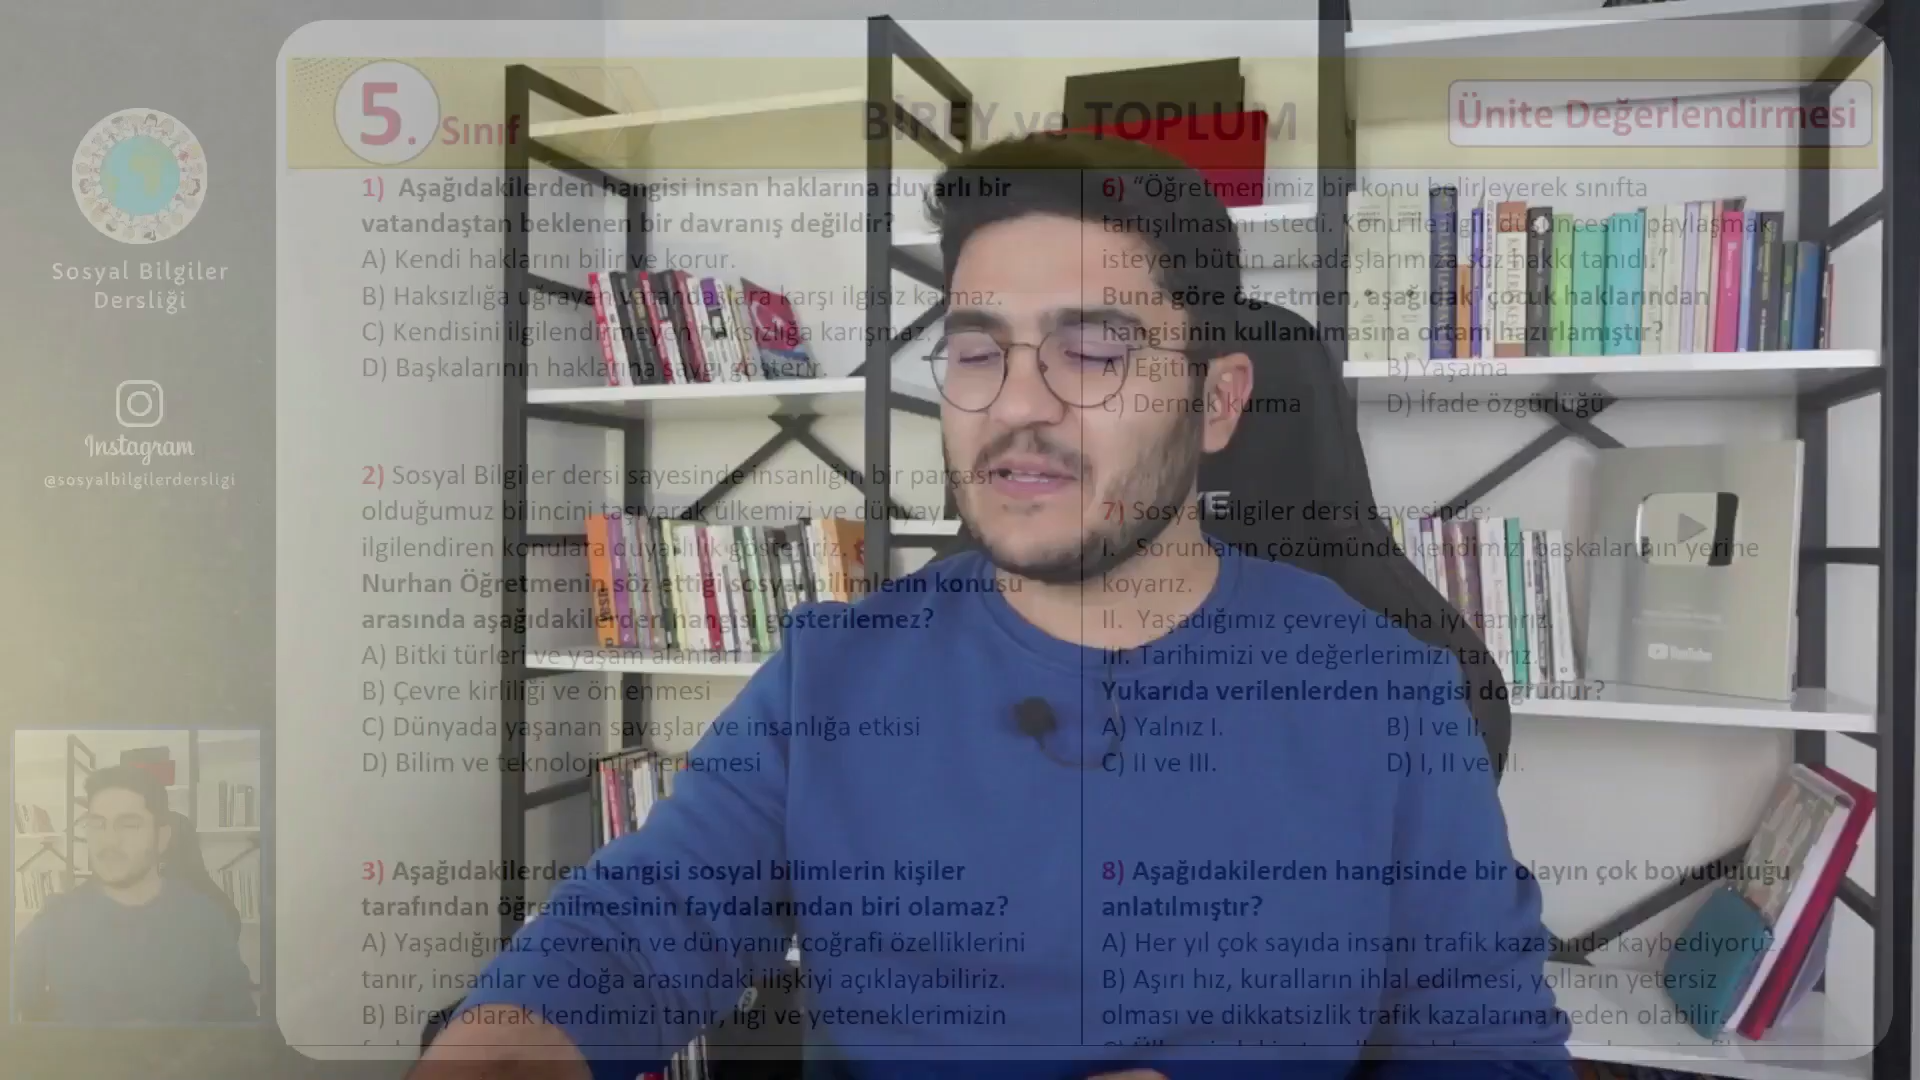 5. Sınıf
BİREY ve TOPLUM
Ünite Değerlendirmesi
Sosyal Bilgiler
Dersliği
Instagram
@sosyalbilgilerdersligi
1) Aşağıdakilerden hangisi insan haklarına duyarlı bir
vatandaştan beklenen bir davranış değildir?
A) Kendi haklarını bilir ve korur.
B) Haksızlığa uğrayan vatandaşlara karşı ilgisiz kalmaz.
C) Kendisini ilgilendirmeyen haksızlığa karışmaz.
D) Başkalarının haklarına saygı gösterir.
2) Sosyal Bilgiler dersi sayesinde insanlığın bir parçası
olduğumuz bilincini taşıyarak ülkemizi ve dünyayı
ilgilendiren konulara duyarlılık gösteririz.
Nurhan Öğretmenin söz ettiği sosyal bilimlerin konusu
arasında aşağıdakilerden hangisi gösterilemez?
A) Bitki türleri ve yaşam alanları
B) Çevre kirliliği ve önlenmesi
C) Dünyada yaşanan savaşlar ve insanlığa etkisi
D) Bilim ve teknolojinin ilerlemesi
3) Aşağıdakilerden hangisi sosyal bilimlerin kişiler
tarafından öğrenilmesinin faydalarından biri olamaz?
A) Yaşadığımız çevrenin ve dünyanın coğrafi özelliklerini
tanır, insanlar ve doğa arasındaki ilişkiyi açıklayabiliriz.
B) Birey olarak kendimizi tanır, ilgi ve yeteneklerimizin
6) “Öğretmenimiz bir konu belirleyerek sınıfta
tartışılmasını istedi. Konu ile ilgili düşüncesini paylaşmak
isteyen bütün arkadaşlarımıza söz hakkı tanıdı.”
Buna göre öğretmen, aşağıdaki çocuk haklarından
hangisinin kullanılmasına ortam hazırlamıştır?
A) Eğitim B) Yaşama
C) Dernek kurma D) İfade özgürlüğü
7) Sosyal Bilgiler dersi sayesinde;
I. Sorunların çözümünde kendimizi başkalarının yerine
koyarız.
II. Yaşadığımız çevreyi daha iyi tanırız.
III. Tarihimizi ve değerlerimizi tanırız.
Yukarıda verilenlerden hangisi doğrudur?
A) Yalnız I. B) I ve II.
C) II ve III. D) I, II ve III.
8) Aşağıdakilerden hangisinde bir olayın çok boyutluluğu
anlatılmıştır?
A) Her yıl çok sayıda insanı trafik kazasında kaybediyoruz.
B) Aşırı hız, kuralların ihlal edilmesi, yolların yetersiz
olması ve dikkatsizlik trafik kazalarına neden olabilir.
YouTube